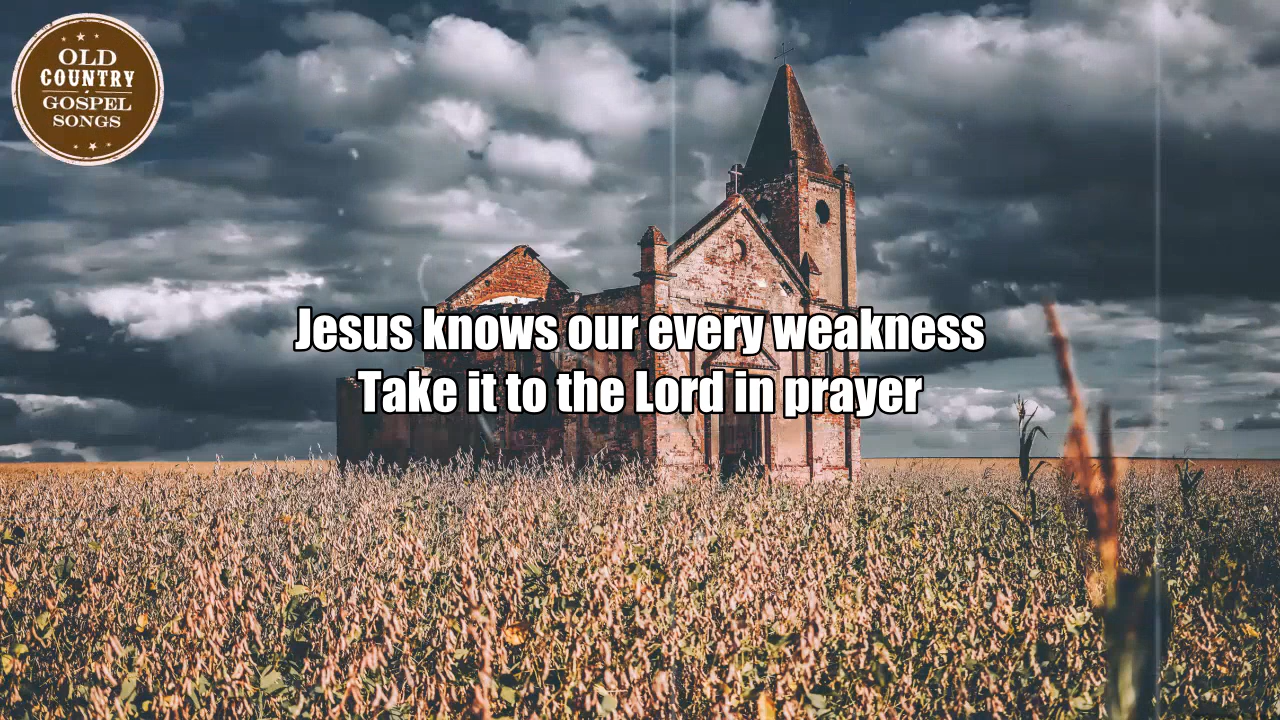 OLD
COUNTRY
GOSPEL
SONGS
Jesus knows our every weakness
Take it to the Lord in prayer